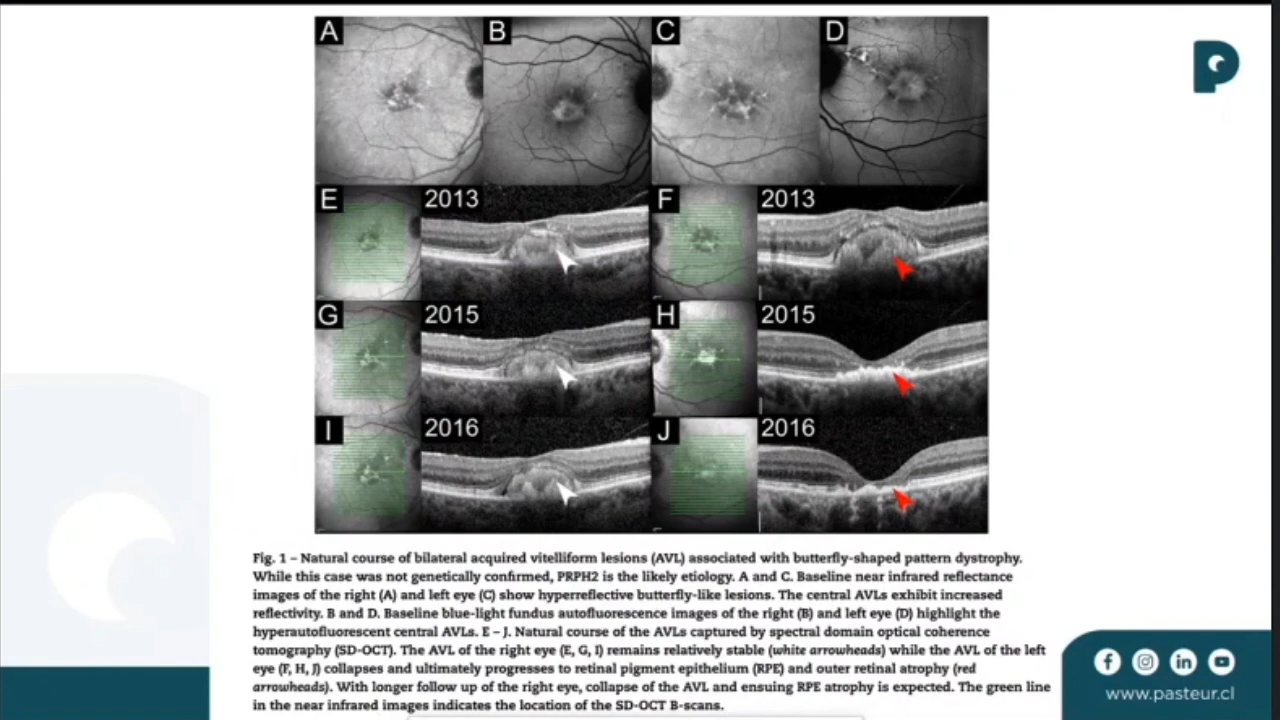 A B C D
E 2013 F 2013
G 2015 H 2015
I 2016 J 2016
Fig. 1 – Natural course of bilateral acquired vitelliform lesions (AVL) associated with butterfly-shaped pattern dystrophy.
While this case was not genetically confirmed, PRPH2 is the likely etiology. A and C. Baseline near infrared reflectance
images of the right (A) and left eye (C) show hyperreflective butterfly-like lesions. The central AVLs exhibit increased
reflectivity. B and D. Baseline blue-light fundus autofluorescence images of the right (B) and left eye (D) highlight the
hyperautofluorescent central AVLs. E – J. Natural course of the AVLs captured by spectral domain optical coherence
tomography (SD-OCT). The AVL of the right eye (E, G, I) remains relatively stable (white arrowheads) while the AVL of the left
eye (F, H, J) collapses and ultimately progresses to retinal pigment epithelium (RPE) and outer retinal atrophy (red
arrowheads). With longer follow up of the right eye, collapse of the AVL and ensuing RPE atrophy is expected. The green line
in the near infrared images indicates the location of the SD-OCT B-scans.
www.pasteur.cl